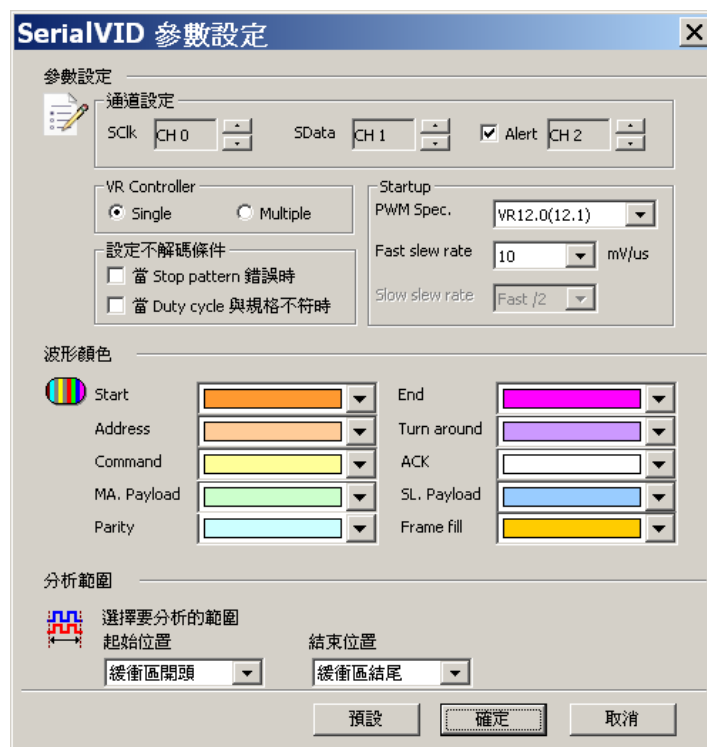 SerialVID 參數設定
參數設定
通道設定
SClk CH 0 SData CH 1 Alert CH 2
VR Controller
Single Multiple
Startup
PWM Spec. VR12.0(12.1)
Fast slew rate 10 mV/us
Slow slew rate Fast /2
設定不解碼條件
當 Stop pattern 錯誤時
當 Duty cycle 與規格不符時
波形顏色
Start End
Address Turn around
Command ACK
MA. Payload SL. Payload
Parity Frame fill
分析範圍
選擇要分析的範圍
起始位置 結束位置
緩衝區開頭 緩衝區結尾
預設 確定 取消